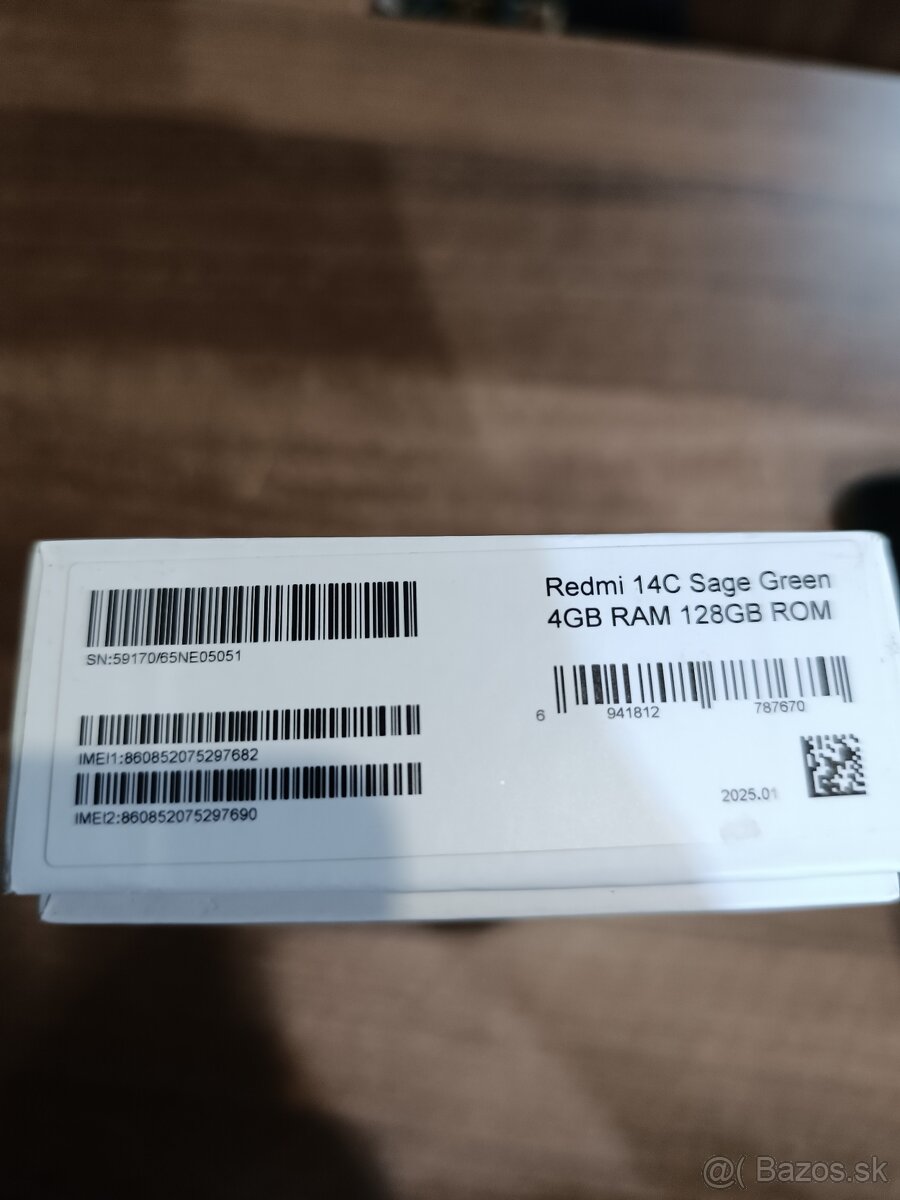 Redmi 14C Sage Green
4GB RAM 128GB ROM
SN:59170/65NE05051
6 941812 787670
IMEI1:860852075297682
IMEI2:860852075297690
2025.01
@( Bazos.sk